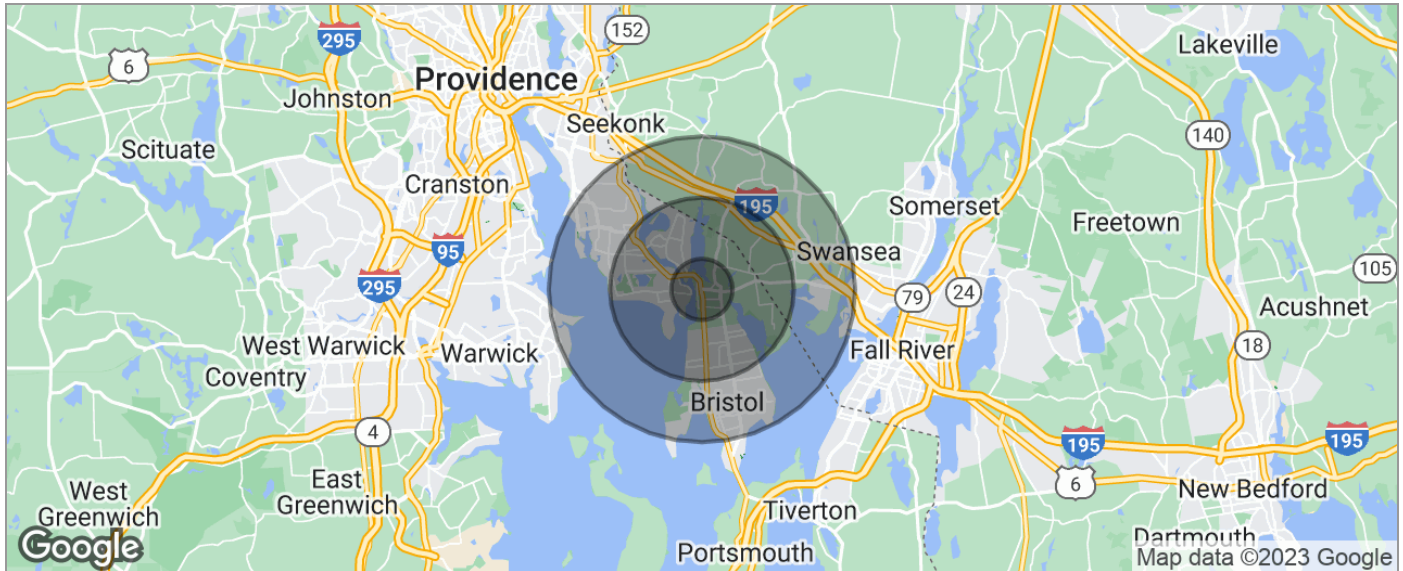 152
Lakeville
295
6
Providence
Johnston
Seekonk
140
Scituate
Cranston
195
Somerset
Freetown
95
Swansea
105
295
79
24
Acushnet
West Warwick
Warwick
Fall River
18
Coventry
Bristol
4
195
195
East
Greenwich
6
West
Greenwich
New Bedford
Tiverton
Dartmouth
Portsmouth
Google
Map data ©2023 Google